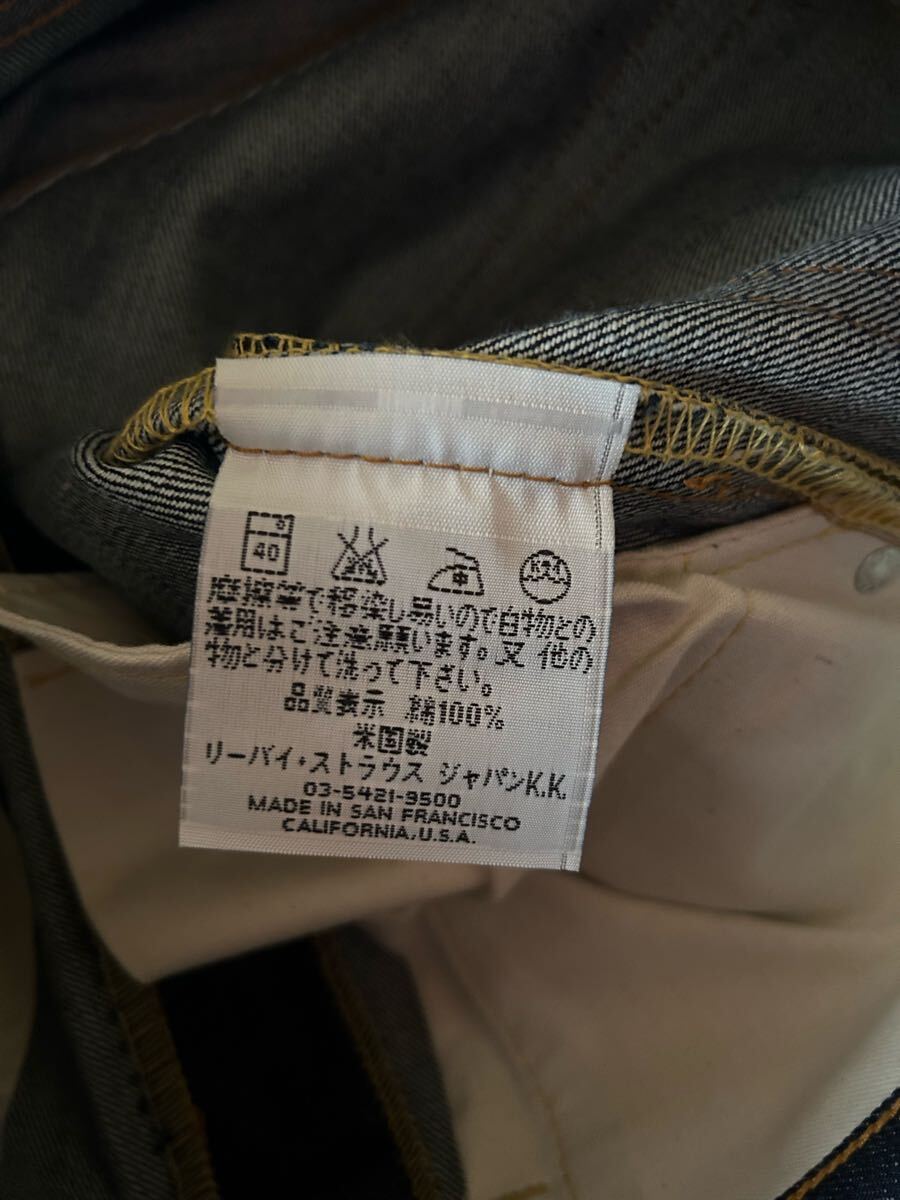 40
摩擦等で移染し易いので白物との
着用はご注意願います。又 他の
物と分けて洗って下さい。
品質表示 綿100%
米国製
リーバイ・ストラウス ジャパンK.K.
03-5421-9500
MADE IN SAN FRANCISCO
CALIFORNIA, U.S.A.